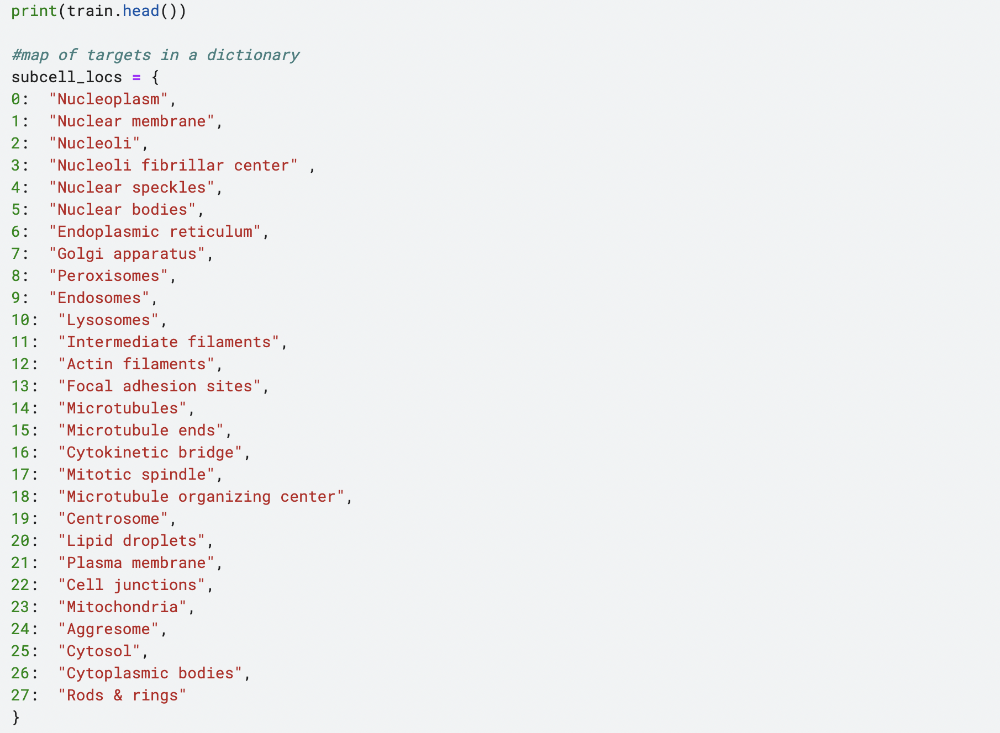 print(train.head())
#map of targets in a dictionary
subcell_locs = {
0:  "Nucleoplasm",
1:  "Nuclear membrane",
2:  "Nucleoli",
3:  "Nucleoli fibrillar center" ,
4:  "Nuclear speckles",
5:  "Nuclear bodies",
6:  "Endoplasmic reticulum",
7:  "Golgi apparatus",
8:  "Peroxisomes",
9:  "Endosomes",
10:  "Lysosomes",
11:  "Intermediate filaments",
12:  "Actin filaments",
13:  "Focal adhesion sites",
14:  "Microtubules",
15:  "Microtubule ends",
16:  "Cytokinetic bridge",
17:  "Mitotic spindle",
18:  "Microtubule organizing center",
19:  "Centrosome",
20:  "Lipid droplets",
21:  "Plasma membrane",
22:  "Cell junctions",
23:  "Mitochondria",
24:  "Aggresome",
25:  "Cytosol",
26:  "Cytoplasmic bodies",
27:  "Rods & rings"
}